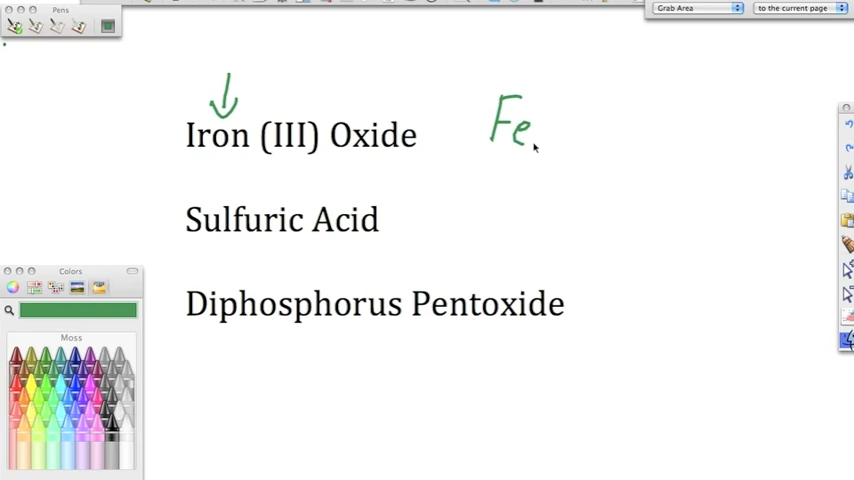 Pens
Grab Area
to the current page
Iron (III) Oxide Fe
Sulfuric Acid
Colors
Diphosphorus Pentoxide
Moss